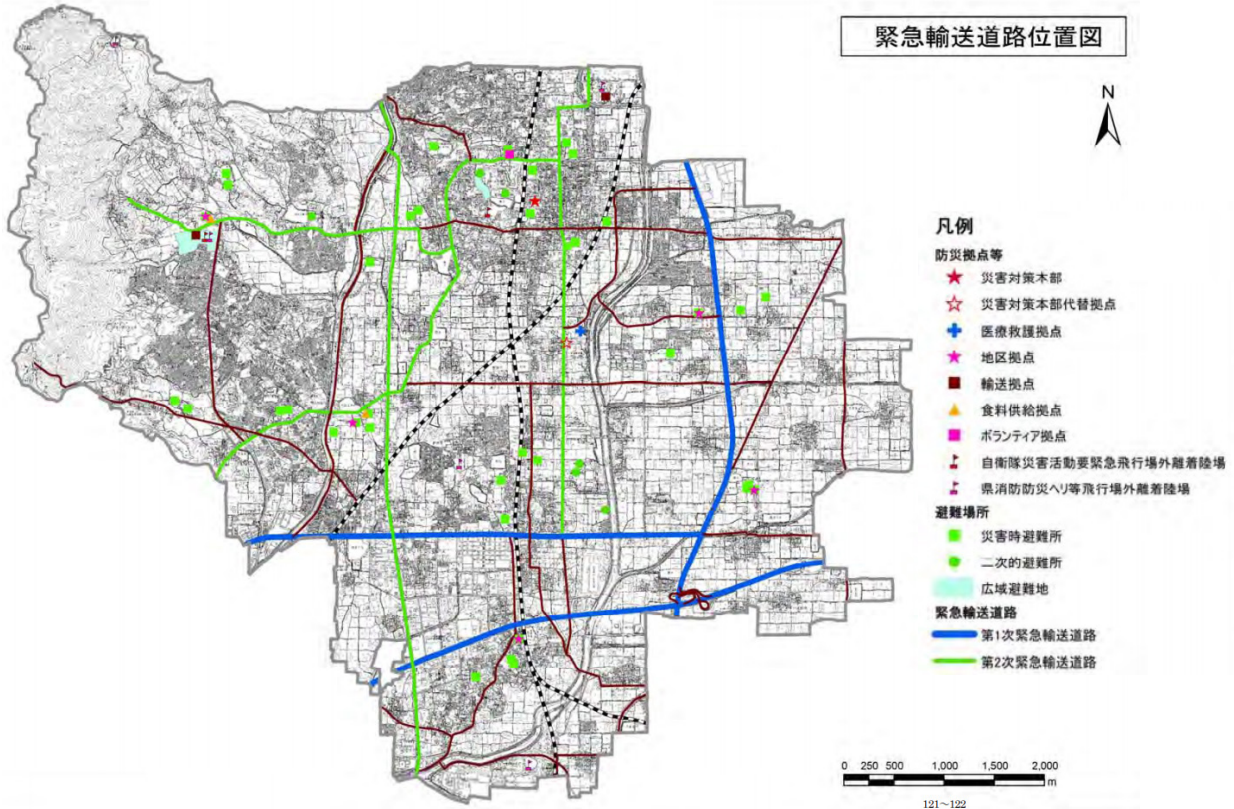 緊急輸送道路位置図
N
凡例
防災拠点等
災害対策本部
災害対策本部代替拠点
医療救護拠点
地区拠点
輸送拠点
食料供給拠点
ボランティア拠点
自衛隊災害活動要緊急飛行場外離着陸場
県消防防災ヘリ等飛行場外離着陸場
避難場所
災害時避難所
二次的避難所
広域避難地
緊急輸送道路
第1次緊急輸送道路
第2次緊急輸送道路
0 250 500 1,000 1,500 2,000
m
121～122